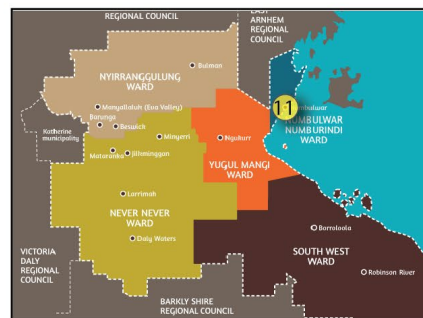 REGIONAL COUNCIL
EAST
ARNHEM
REGIONAL
COUNCIL
NYIRRANGGULUNG
WARD
Bulman
Manyallaluk (Eva Valley)
Barunga
Beswick
Katherine
municipality
Minyerri
Mataranka
Jilkminggan
11
NUMBULWAR
NUMBURINDI
WARD
Ngukurr
YUGUL MANGI
WARD
Larrimah
NEVER NEVER
WARD
Daly Waters
Borroloola
SOUTH WEST
WARD
Robinson River
VICTORIA
DALY
REGIONAL
COUNCIL
BARKLY SHIRE
REGIONAL COUNCIL